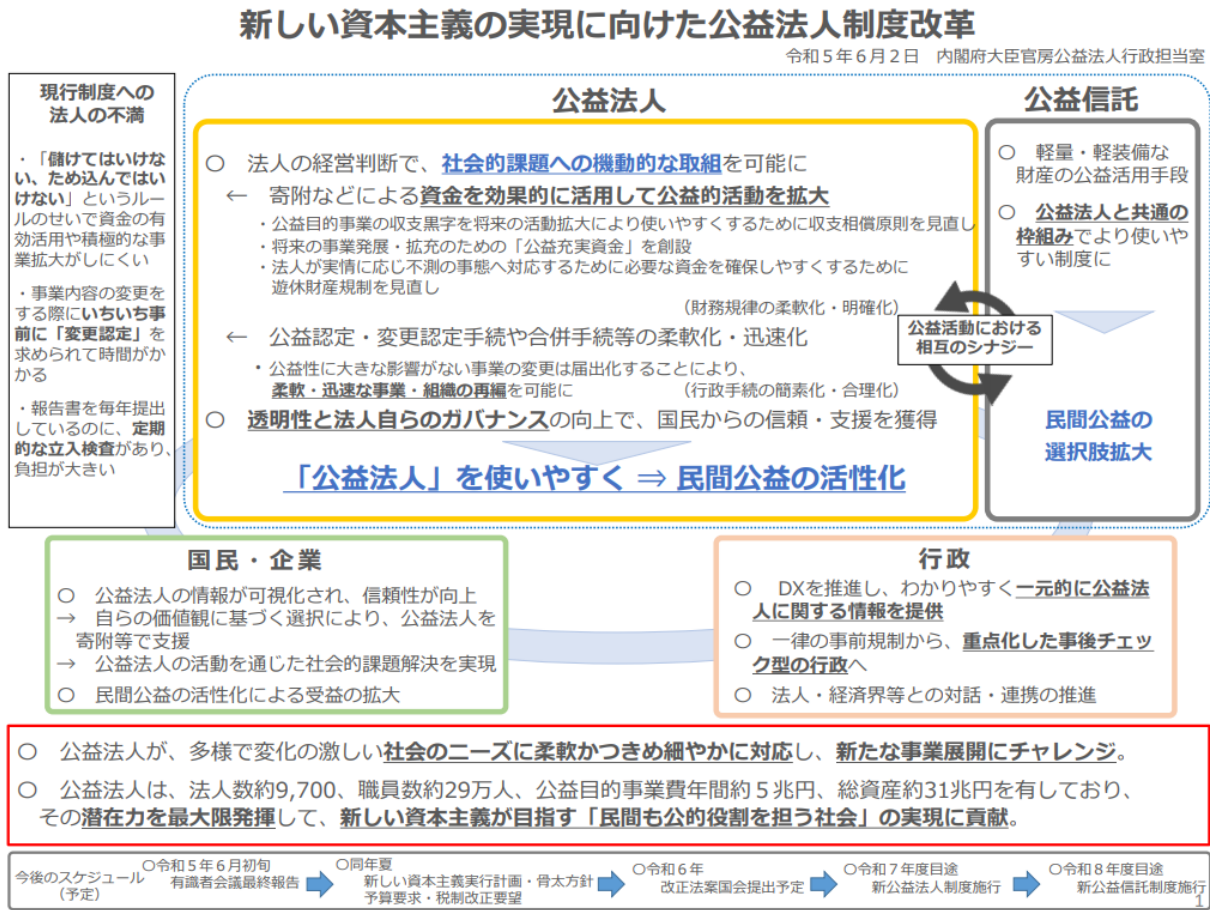 新しい資本主義の実現に向けた公益法人制度改革
令和5年6月2日　内閣府大臣官房公益法人行政担当室
現行制度への
法人の不満
・「儲けてはいけな
い、ため込んではい
けない」というルー
ルのせいで資金の有
効活用や積極的な事
業拡大がしにくい
・事業内容の変更を
する際にいちいち事
前に「変更認定」を
求められて時間がか
かる
・報告書を毎年提出
しているのに、定期
的な立入検査があり、
負担が大きい
公益法人
〇　法人の経営判断で、社会的課題への機動的な取組を可能に
←　寄附などによる資金を効果的に活用して公益的活動を拡大
・公益目的事業の収支黒字を将来の活動拡大により使いやすくするために収支相償原則を見直し
・将来の事業発展・拡充のための「公益充実資金」を創設
・法人が実情に応じ不測の事態へ対応するために必要な資金を確保しやすくするために
遊休財産規制を見直し
（財務規律の柔軟化・明確化）
←　公益認定・変更認定手続や合併手続等の柔軟化・迅速化
・公益性に大きな影響がない事業の変更は届出化することにより、
柔軟・迅速な事業・組織の再編を可能に　（行政手続の簡素化・合理化）
〇　透明性と法人自らのガバナンスの向上で、国民からの信頼・支援を獲得
「公益法人」を使いやすく ⇒ 民間公益の活性化
公益信託
〇　軽量・軽装備な
財産の公益活用手段
〇　公益法人と共通の
枠組みでより使いや
すい制度に
公益活動における
相互のシナジー
民間公益の
選択肢拡大
国民・企業
〇　公益法人の情報が可視化され、信頼性が向上
→　自らの価値観に基づく選択により、公益法人を
寄附等で支援
→　公益法人の活動を通じた社会的課題解決を実現
〇　民間公益の活性化による受益の拡大
行政
〇　DXを推進し、わかりやすく一元的に公益法
人に関する情報を提供
〇　一律の事前規制から、重点化した事後チェッ
ク型の行政へ
〇　法人・経済界等との対話・連携の推進
〇　公益法人が、多様で変化の激しい社会のニーズに柔軟かつきめ細やかに対応し、新たな事業展開にチャレンジ。
〇　公益法人は、法人数約9,700、職員数約29万人、公益目的事業費年間約５兆円、総資産約31兆円を有しており、
その潜在力を最大限発揮して、新しい資本主義が目指す「民間も公的役割を担う社会」の実現に貢献。
今後のスケジュール
（予定）
〇令和５年６月初旬
有識者会議最終報告
〇同年夏
新しい資本主義実行計画・骨太方針
予算要求・税制改正要望
〇令和６年
改正法案国会提出予定
〇令和７年度目途
新公益法人制度施行
〇令和８年度目途
新公益信託制度施行
1